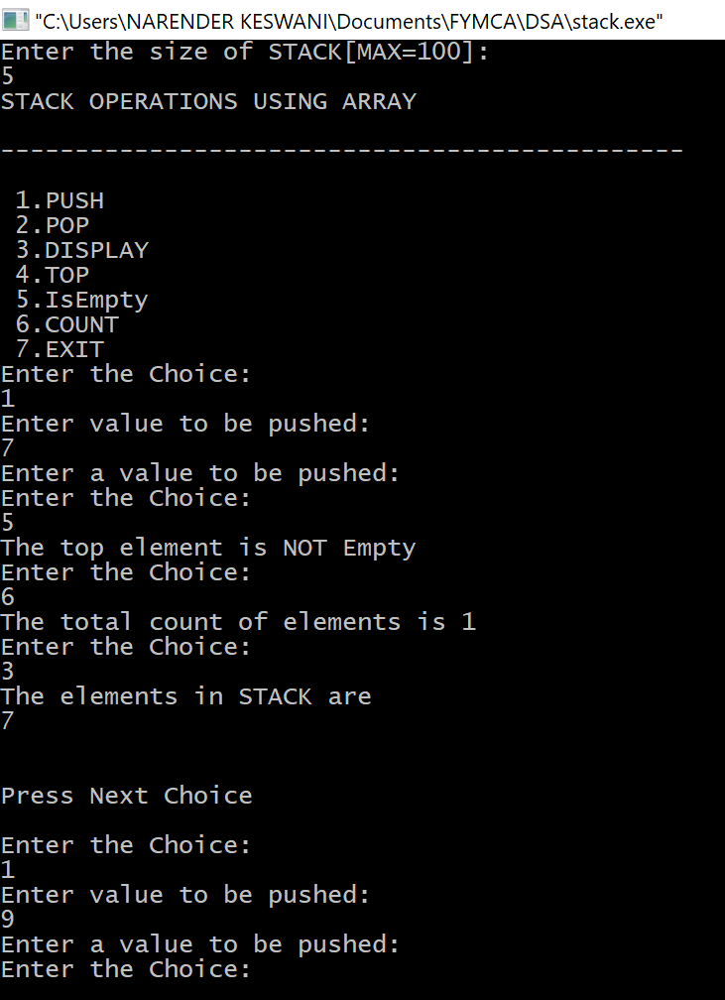 "C:\Users\NARENDER KESWANI\Documents\FYMCA\DSA\stack.exe"
Enter the size of STACK[MAX=100]:
5
STACK OPERATIONS USING ARRAY
----------------------------------------------
1.PUSH
2.POP
3.DISPLAY
4.TOP
5.IsEmpty
6.COUNT
7.EXIT
Enter the Choice:
1
Enter value to be pushed:
7
Enter a value to be pushed:
Enter the Choice:
5
The top element is NOT Empty
Enter the Choice:
6
The total count of elements is 1
Enter the Choice:
3
The elements in STACK are
7
Press Next Choice
Enter the Choice:
1
Enter value to be pushed:
9
Enter a value to be pushed:
Enter the Choice: